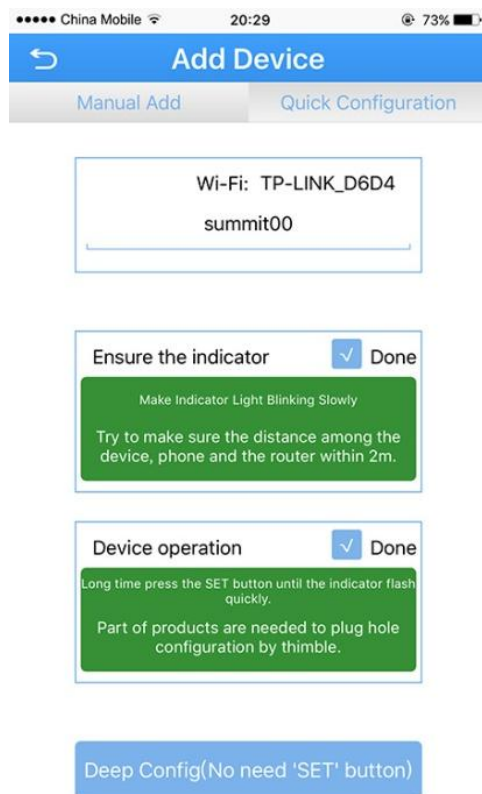 China Mobile 20:29 73%
Add Device
Manual Add Quick Configuration
Wi-Fi: TP-LINK_D6D4
summit00
Ensure the indicator √ Done
Make Indicator Light Blinking Slowly
Try to make sure the distance among the
device, phone and the router within 2m.
Device operation √ Done
Long time press the SET button until the indicator flash
quickly.
Part of products are needed to plug hole
configuration by thimble.
Deep Config(No need 'SET' button)